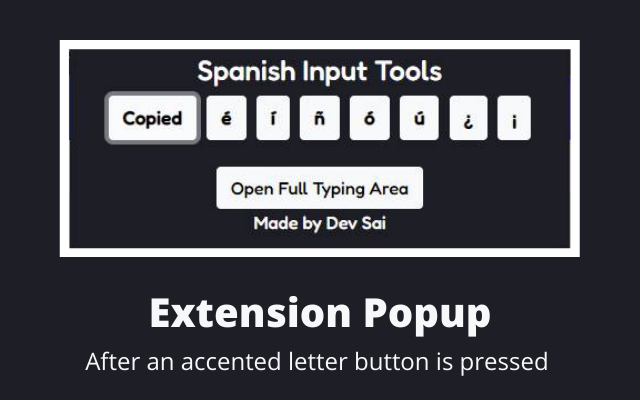 Spanish Input Tools
Copied é í ñ ó ú ¿ ¡
Open Full Typing Area
Made by Dev Sai
Extension Popup
After an accented letter button is pressed